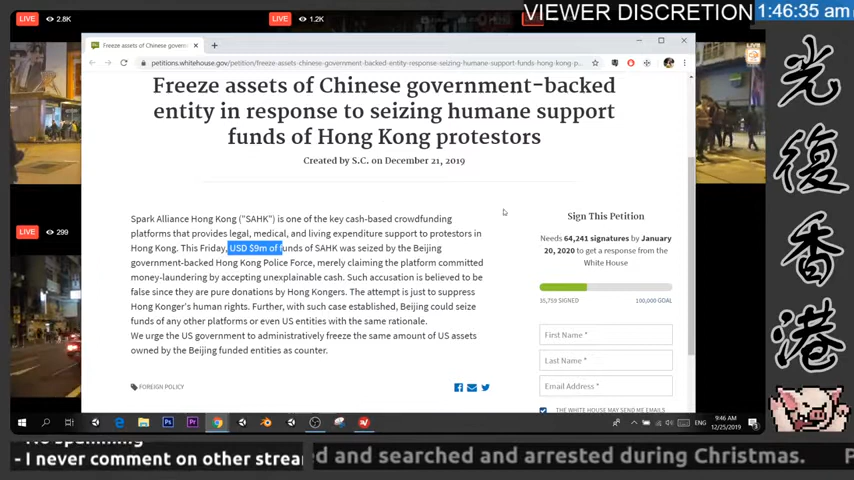 LIVE 2.8K
LIVE 1.2K
VIEWER DISCRETION
1:46:35 am
Freeze assets of Chinese govern
petitions.whitehouse.gov/petition/freeze-assets-chinese-government-backed-entity-response-seizing-humane-support-funds-hong-kong-p...
Freeze assets of Chinese government-backed
entity in response to seizing humane support
funds of Hong Kong protestors
Created by S.C. on December 21, 2019
Spark Alliance Hong Kong ("SAHK") is one of the key cash-based crowdfunding
platforms that provides legal, medical, and living expenditure support to protestors in
Hong Kong. This Friday, USD $9m of funds of SAHK was seized by the Beijing
government-backed Hong Kong Police Force, merely claiming the platform committed
money-laundering by accepting unexplainable cash. Such accusation is believed to be
false since they are pure donations by Hong Kongers. The attempt is just to suppress
Hong Konger's human rights. Further, with such case established, Beijing could seize
funds of any other platforms or even US entities with the same rationale.
We urge the US government to administratively freeze the same amount of US assets
owned by the Beijing funded entities as counter.
FOREIGN POLICY
Sign This Petition
Needs 64,241 signatures by January
20, 2020 to get a response from the
White House
35,759 SIGNED
100,000 GOAL
First Name *
Last Name *
Email Address *
THE WHITE HOUSE MAY SEND ME EMAILS
LIVE 299
光復香港
ENG
9:46 AM
12/25/2019
- No spamming
- I never comment on other strea
d and searched and arrested during Christmas.
P